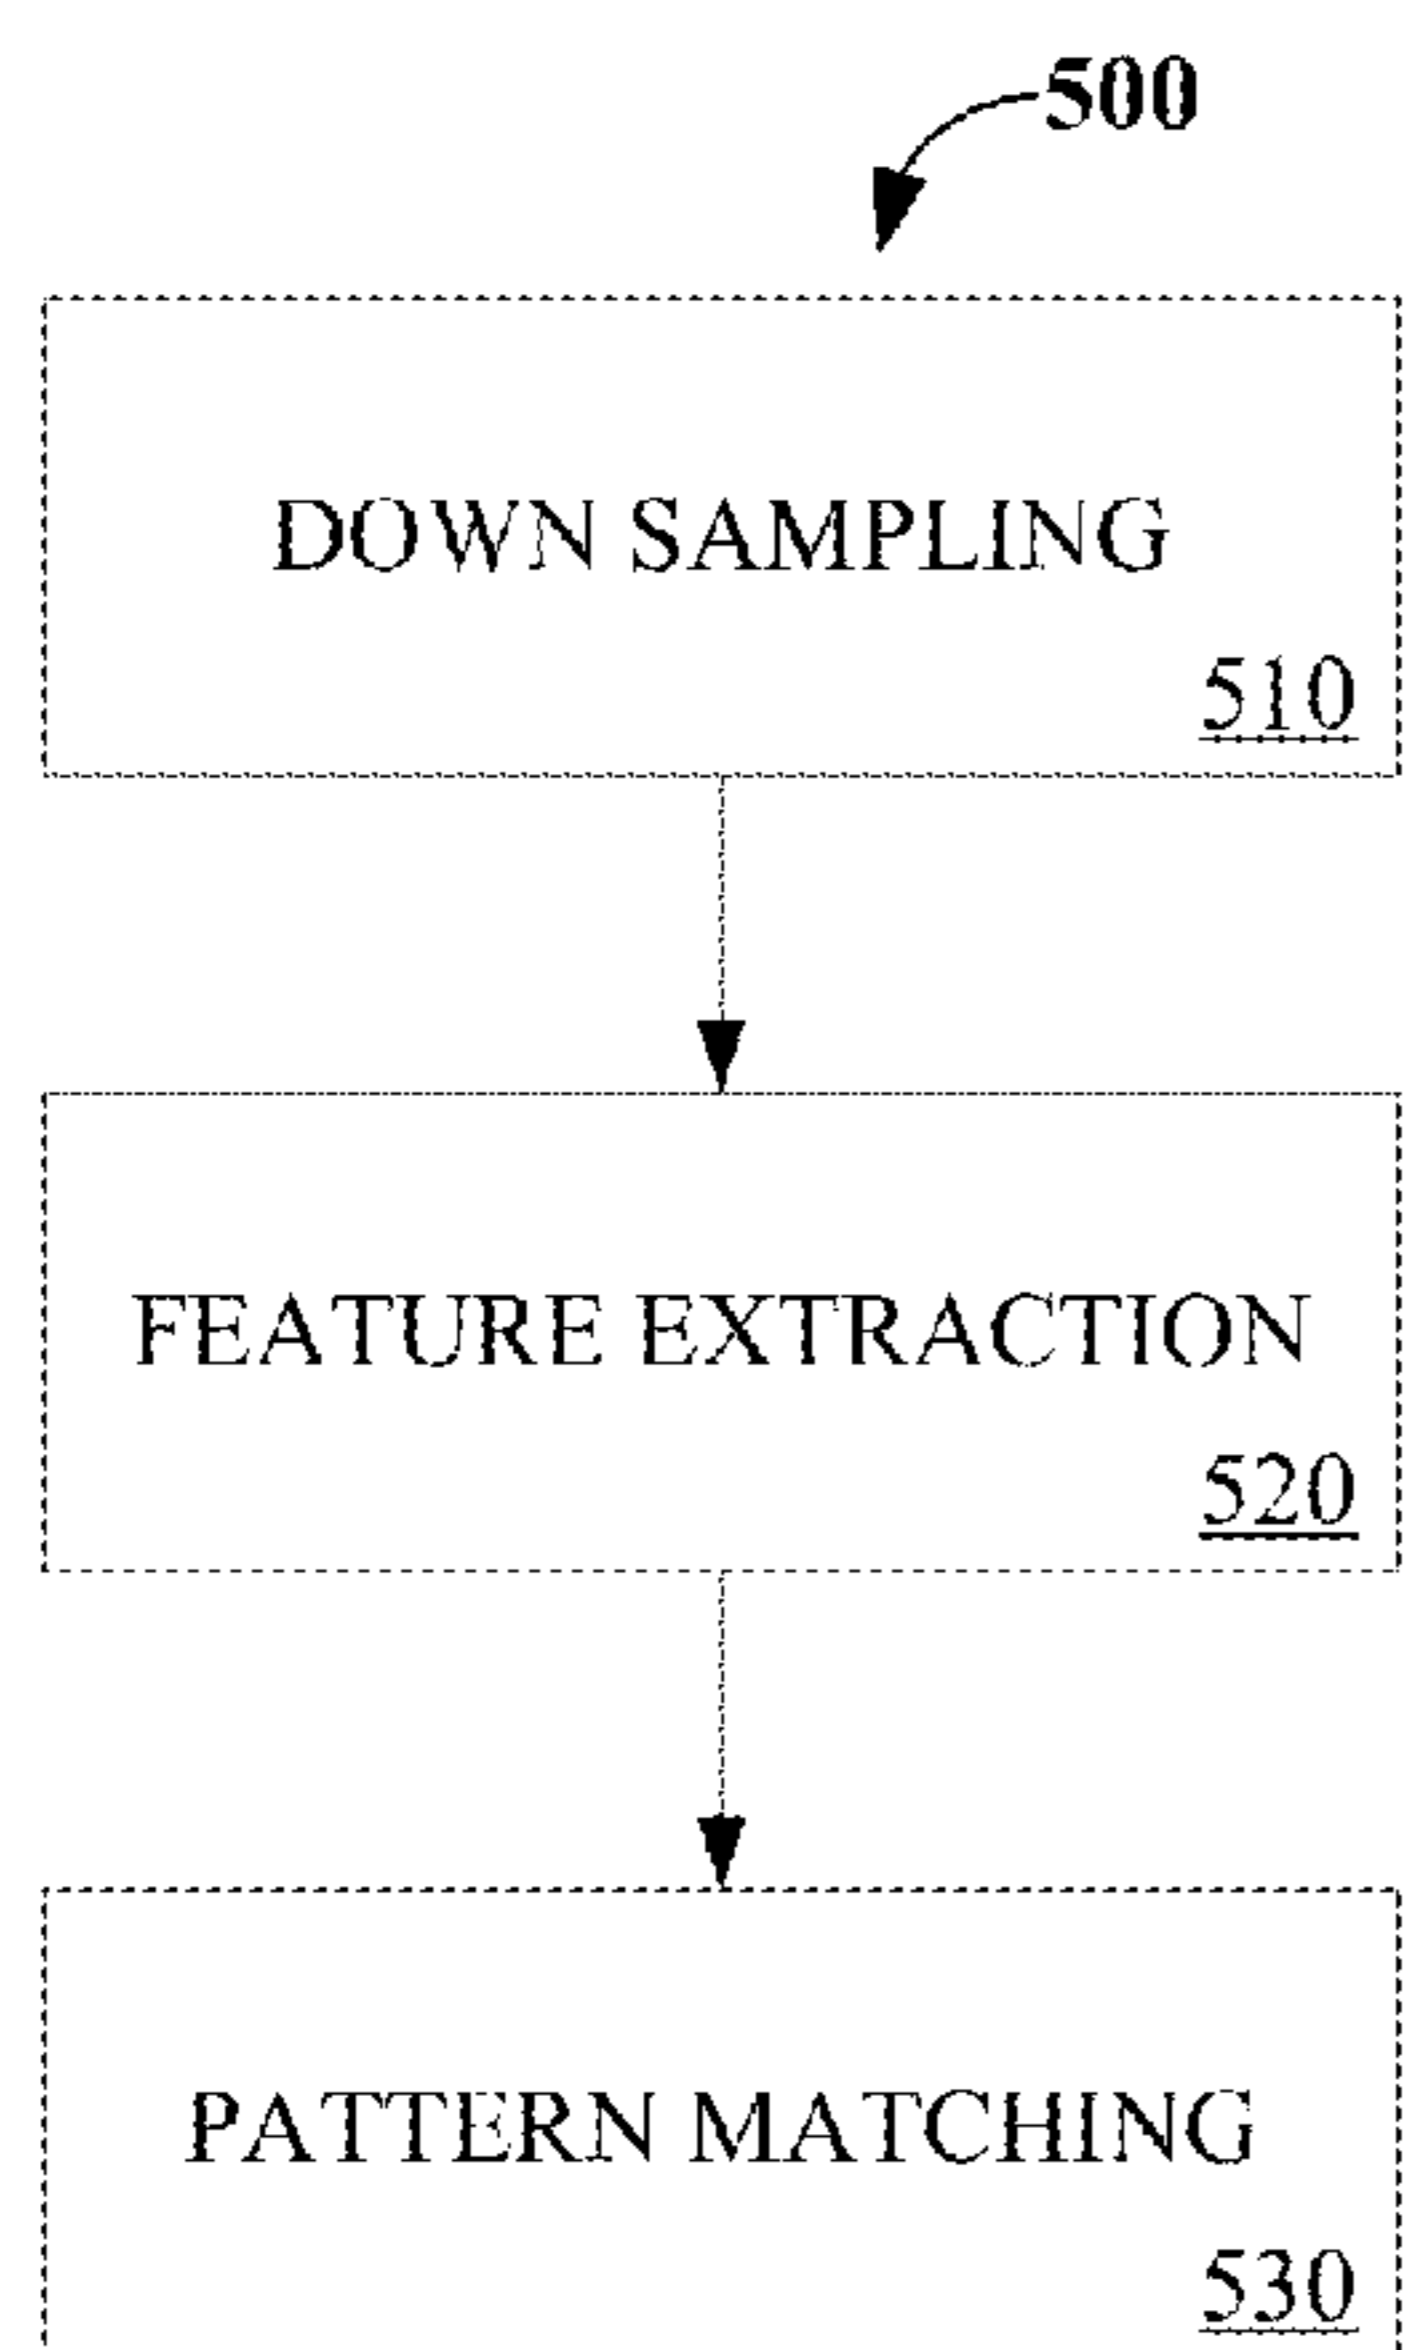 500
DOWN SAMPLING
510
FEATURE EXTRACTION
520
PATTERN MATCHING
530